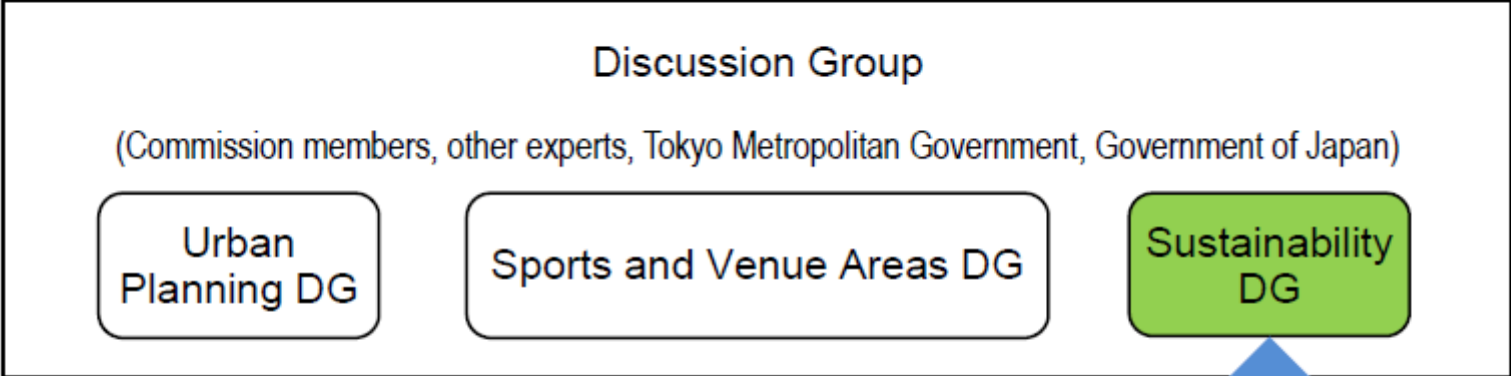 Discussion Group
(Commission members, other experts, Tokyo Metropolitan Government, Government of Japan)
Urban
Planning DG
Sports and Venue Areas DG
Sustainability
DG